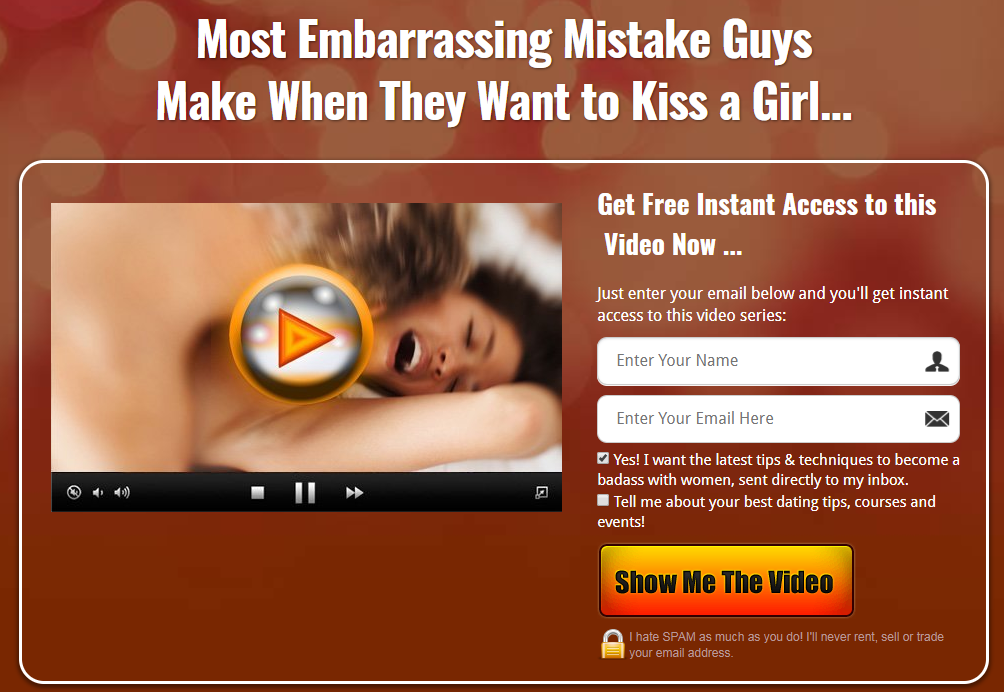 Most Embarrassing Mistake Guys
Make When They Want to Kiss a Girl...
Get Free Instant Access to this
Video Now ...
Just enter your email below and you'll get instant
access to this video series:
Enter Your Name
Enter Your Email Here
Yes! I want the latest tips & techniques to become a
badass with women, sent directly to my inbox.
Tell me about your best dating tips, courses and
events!
Show Me The Video
I hate SPAM as much as you do! I'll never rent, sell or trade
your email address.